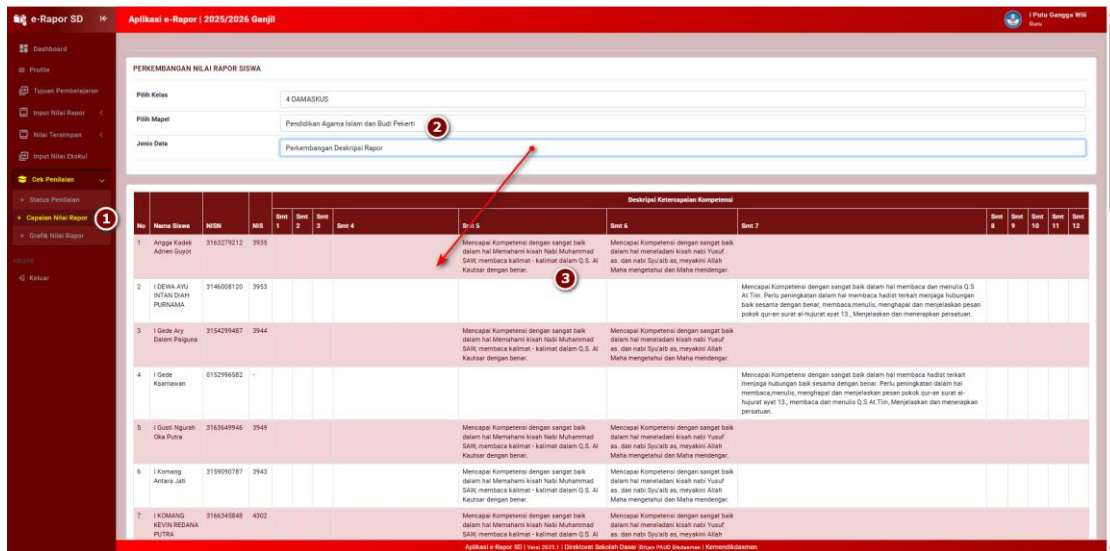 e-Rapor SD
Aplikasi e-Rapor | 2025/2026 Ganjil
I Putu Gangga Wili
Guru
Dashboard
Profile
Tujuan Pembelajaran
Input Nilai Rapor
Nilai Tersimpan
Input Nilai Ekskul
Cek Penilaian
Status Penilaian
Capaian Nilai Rapor
1
Grafik Nilai Rapor
KELUAR
Keluar
PERKEMBANGAN NILAI RAPOR SISWA
Pilih Kelas
4 DAMASKUS
Pilih Mapel
Pendidikan Agama Islam dan Budi Pekerti
2
Jenis Data
Perkembangan Deskripsi Rapor
Deskripsi Ketercapaian Kompetensi
No Nama Siswa NISN NIS Smt 1 Smt 2 Smt 3 Smt 4 Smt 5 Smt 6 Smt 7 Smt 8 Smt 9 Smt 10 Smt 11 Smt 12
1 Angga Kadek Adrien Guyot 3163279212 3935
Mencapai Kompetensi dengan sangat baik
dalam hal Memahami kisah Nabi Muhammad
SAW, membaca kalimat - kalimat dalam Q.S. Al
Kautsar dengan benar.
3
Mencapai Kompetensi dengan sangat baik
dalam hal meneladani kisah nabi Yusuf
as. dan nabi Syu'aib as, meyakini Allah
Maha mengetahui dan Maha mendengar.
2 I DEWA AYU INTAN DIAH PURNAMA 3146008120 3953
Mencapai Kompetensi dengan sangat baik dalam hal membaca dan menulis Q.S
At Tiin. Perlu peningkatan dalam hal membaca hadist terkait menjaga hubungan
baik sesama dengan benar, membaca,menulis, menghapal dan menjelaskan pesan
pokok qur-an surat al-hujurat ayat 13., Menjelaskan dan menerapkan persatuan.
3 I Gede Ary Dalem Palguna 3154299487 3944
Mencapai Kompetensi dengan sangat baik
dalam hal Memahami kisah Nabi Muhammad
SAW, membaca kalimat - kalimat dalam Q.S. Al
Kautsar dengan benar.
Mencapai Kompetensi dengan sangat baik
dalam hal meneladani kisah nabi Yusuf
as. dan nabi Syu'aib as, meyakini Allah
Maha mengetahui dan Maha mendengar.
4 I Gede Ksamawan 0152996582 -
Mencapai Kompetensi dengan sangat baik dalam hal membaca hadist terkait
menjaga hubungan baik sesama dengan benar. Perlu peningkatan dalam hal
membaca,menulis, menghapal dan menjelaskan pesan pokok qur-an surat al-
hujurat ayat 13., membaca dan menulis Q.S At Tiin, Menjelaskan dan menerapkan
persatuan.
5 I Gusti Ngurah Oka Putra 3163649946 3949
Mencapai Kompetensi dengan sangat baik
dalam hal Memahami kisah Nabi Muhammad
SAW, membaca kalimat - kalimat dalam Q.S. Al
Kautsar dengan benar.
Mencapai Kompetensi dengan sangat baik
dalam hal meneladani kisah nabi Yusuf
as. dan nabi Syu'aib as, meyakini Allah
Maha mengetahui dan Maha mendengar.
6 I Komang Antara Jati 3159090787 3943
Mencapai Kompetensi dengan sangat baik
dalam hal Memahami kisah Nabi Muhammad
SAW, membaca kalimat - kalimat dalam Q.S. Al
Kautsar dengan benar.
Mencapai Kompetensi dengan sangat baik
dalam hal meneladani kisah nabi Yusuf
as. dan nabi Syu'aib as, meyakini Allah
Maha mengetahui dan Maha mendengar.
7 I KOMANG KEVIN REDANA PUTRA 3166345848 4302
Mencapai Kompetensi dengan sangat baik
dalam hal Memahami kisah Nabi Muhammad
SAW, membaca kalimat - kalimat dalam Q.S. Al
Mencapai Kompetensi dengan sangat baik
dalam hal meneladani kisah nabi Yusuf
as. dan nabi Syu'aib as, meyakini Allah
Aplikasi e-Rapor SD | Versi 2025.1 | Direktorat Sekolah Dasar |Ditjen PAUD Dikdasmen | Kemendikdasmen